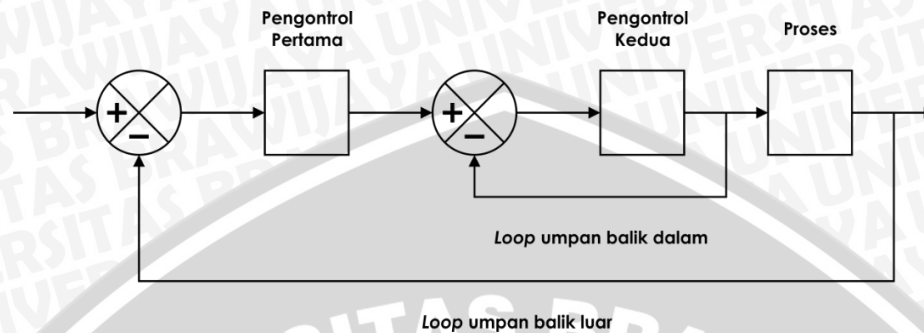 Pengontrol
Pertama
Pengontrol
Kedua
Proses
+
−
+
−
Loop umpan balik dalam
Loop umpan balik luar